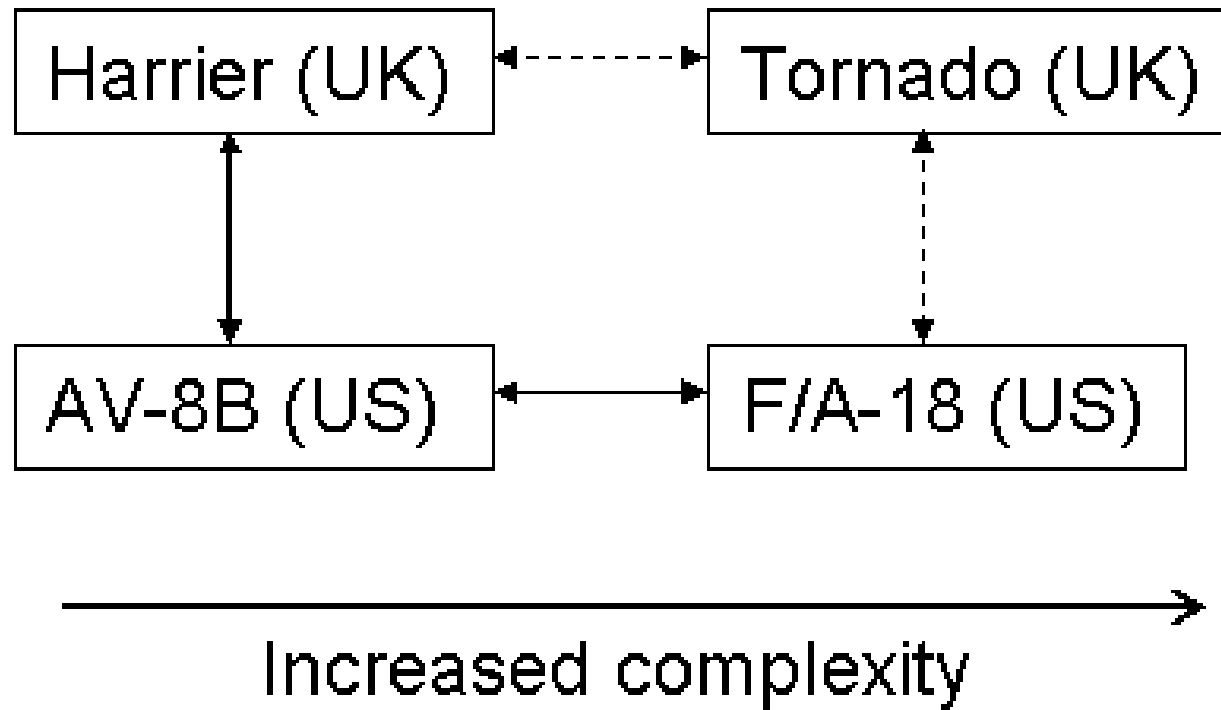 Harrier (UK)
Tornado (UK)
AV-8B (US)
F/A-18 (US)
Increased complexity